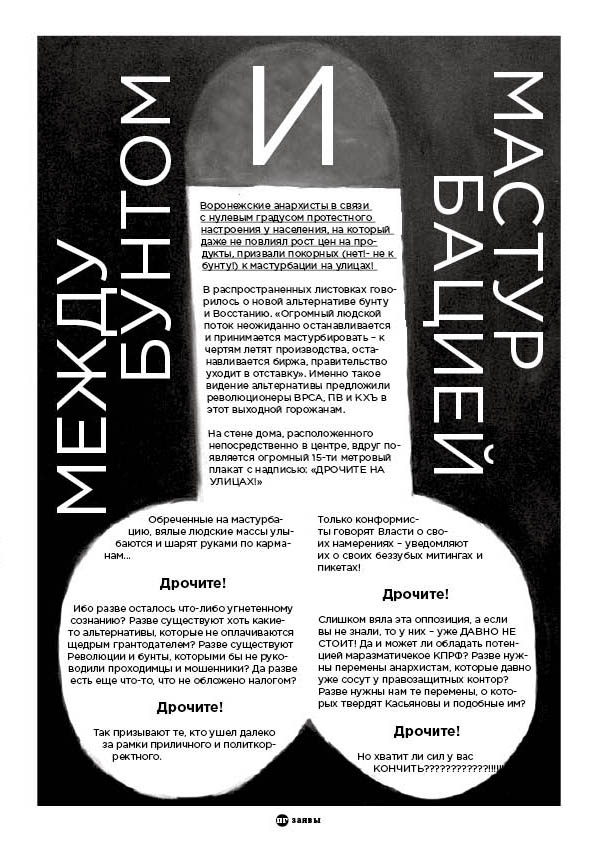 МЕЖДУ
БУНТОМ
И
МАСТУР
БАЦИЕЙ
Воронежские анархисты в связи
с нулевым градусом протестного
настроения у населения, на который
даже не повлиял рост цен на про-
дукты, призвали покорных (нет!- не к
бунту!) к мастурбации на улицах!
В распространенных листовках гово-
рилось о новой альтернативе бунту
и Восстанию. «Огромный людской
поток неожиданно останавливается
и принимается мастурбировать – к
чертям летят производства, оста-
навливается биржа, правительство
уходит в отставку». Именно такое
видение альтернативы предложили
революционеры ВРСА, ПВ и КХЪ в
этот выходной горожанам.
На стене дома, расположенного
непосредственно в центре, вдруг по-
является огромный 15-ти метровый
плакат с надписью: «ДРОЧИТЕ НА
УЛИЦАХ!»
Обреченные на мастурба-
цию, вялые людские массы улы-
баются и шарят руками по карма-
нам...
Дрочите!
Ибо разве осталось что-либо угнетенному
сознанию? Разве существуют хоть какие-
то альтернативы, которые не оплачиваются
щедрым грантодателем? Разве существуют
Революции и бунты, которыми бы не руко-
водили проходимцы и мошенники? Да разве
есть еще что-то, что не обложено налогом?
Дрочите!
Так призывают те, кто ушел далеко
за рамки приличного и политкор-
ректного.
Только конформис-
ты говорят Власти о сво-
их намерениях – уведомляют
их о своих беззубых митингах и
пикетах!
Дрочите!
Слишком вяла эта оппозиция, а если
вы не знали, то у них – уже ДАВНО НЕ
СТОИТ! Да и может ли обладать потен-
цией маразматичекое КПРФ? Разве нуж-
ны перемены анархистам, которые давно
уже сосут у правозащитных контор?
Разве нужны нам те перемены, о кото-
рых твердят Касьяновы и подобные им?
Дрочите!
Но хватит ли сил у вас
КОНЧИТЬ????????????!!!!!!
пг заявы